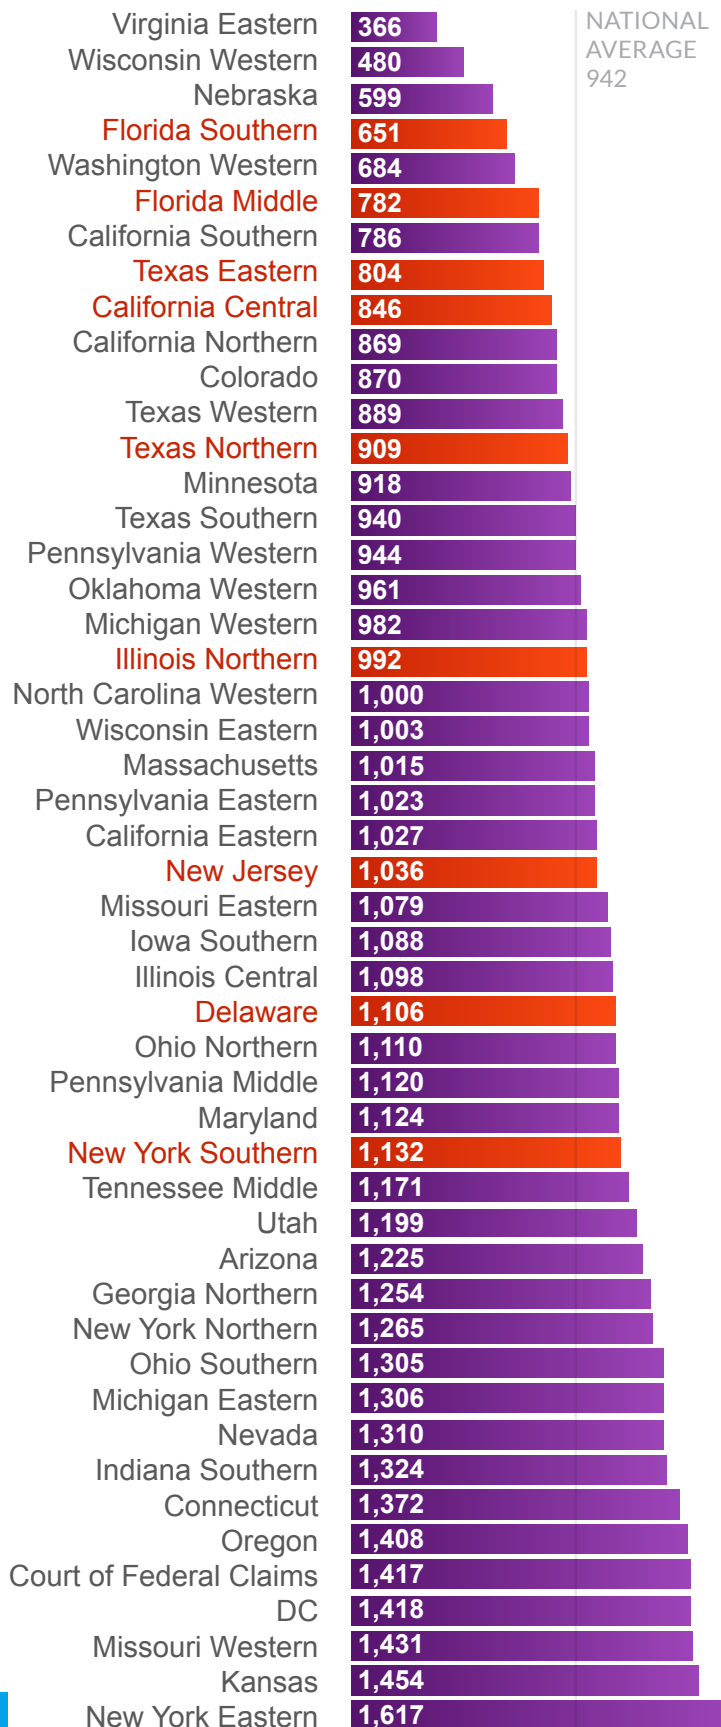 Virginia Eastern 366
NATIONAL
AVERAGE
942
Wisconsin Western 480
Nebraska 599
Florida Southern 651
Washington Western 684
Florida Middle 782
California Southern 786
Texas Eastern 804
California Central 846
California Northern 869
Colorado 870
Texas Western 889
Texas Northern 909
Minnesota 918
Texas Southern 940
Pennsylvania Western 944
Oklahoma Western 961
Michigan Western 982
Illinois Northern 992
North Carolina Western 1,000
Wisconsin Eastern 1,003
Massachusetts 1,015
Pennsylvania Eastern 1,023
California Eastern 1,027
New Jersey 1,036
Missouri Eastern 1,079
Iowa Southern 1,088
Illinois Central 1,098
Delaware 1,106
Ohio Northern 1,110
Pennsylvania Middle 1,120
Maryland 1,124
New York Southern 1,132
Tennessee Middle 1,171
Utah 1,199
Arizona 1,225
Georgia Northern 1,254
New York Northern 1,265
Ohio Southern 1,305
Michigan Eastern 1,306
Nevada 1,310
Indiana Southern 1,324
Connecticut 1,372
Oregon 1,408
Court of Federal Claims 1,417
DC 1,418
Missouri Western 1,431
Kansas 1,454
New York Eastern 1,617